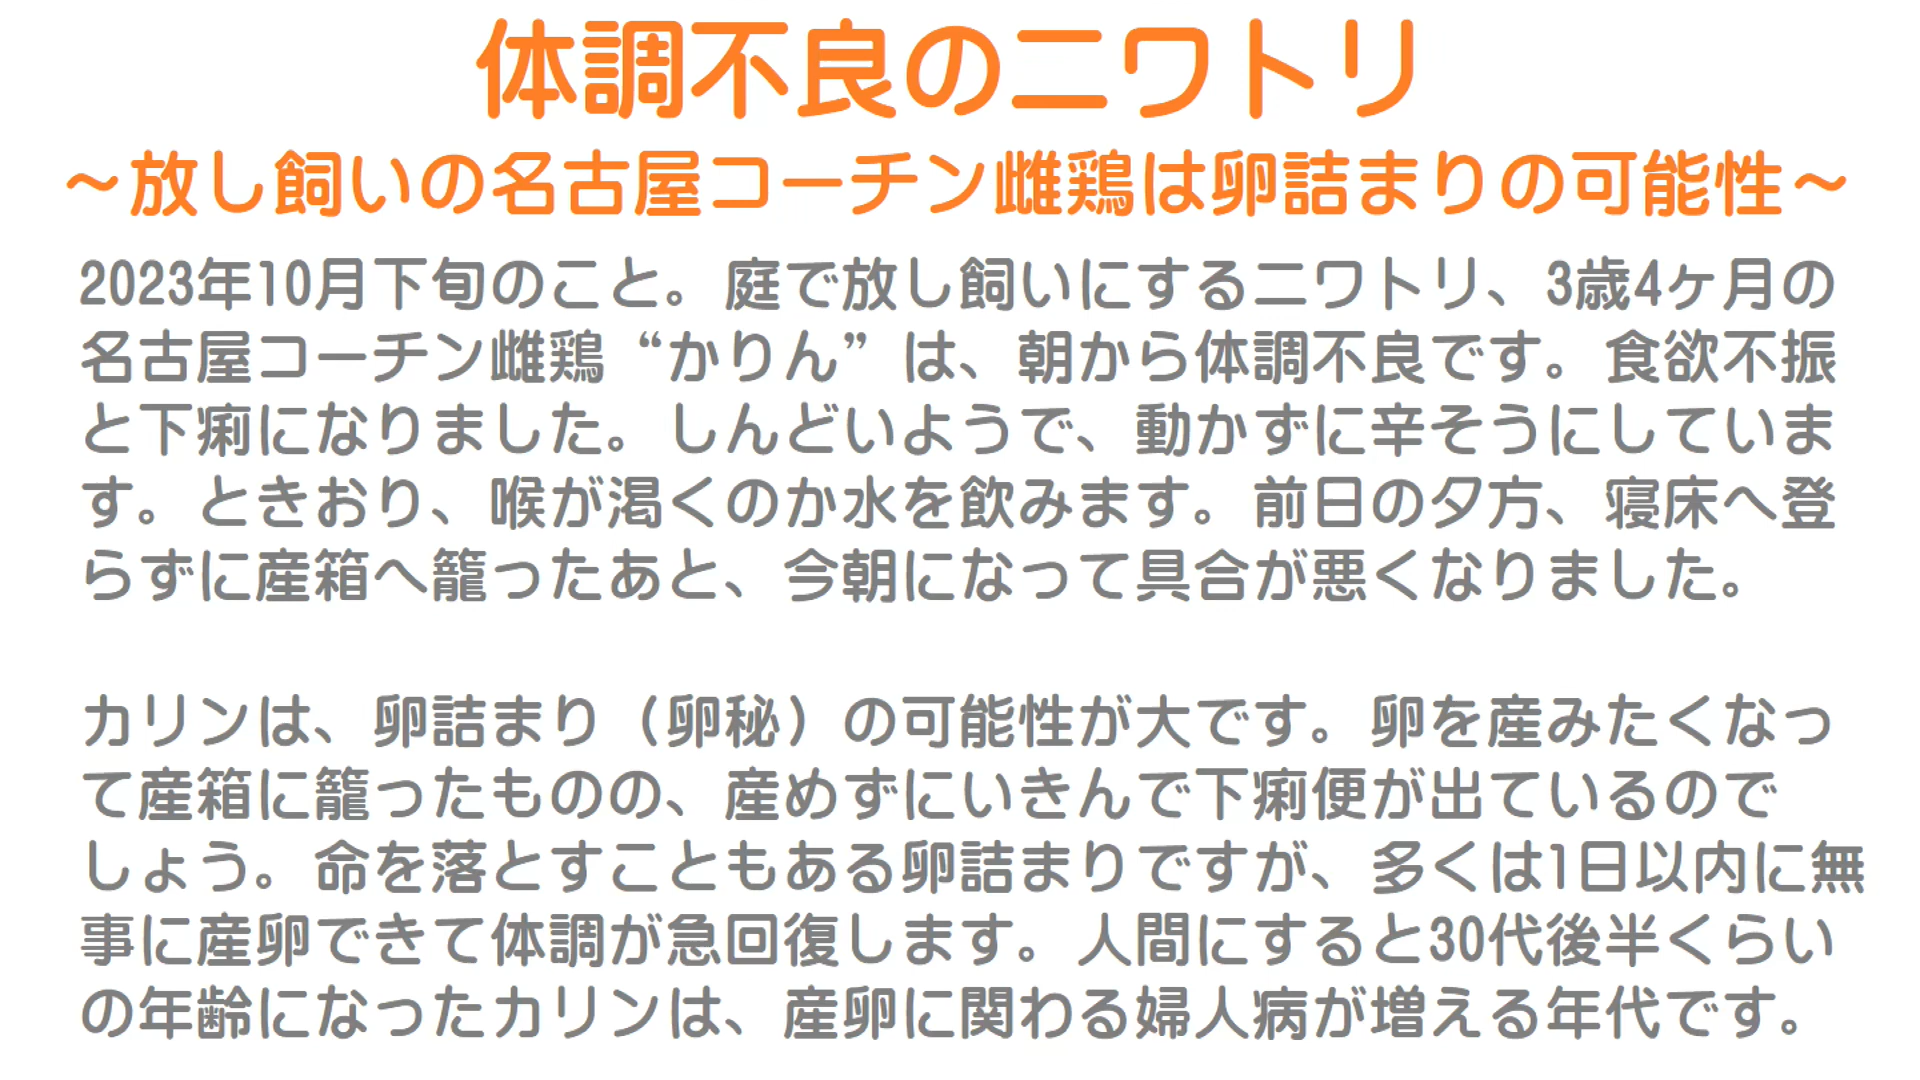 体調不良のニワトリ
～放し飼いの名古屋コーチン雌鶏は卵詰まりの可能性～
2023年10月下旬のこと。庭で放し飼いにするニワトリ、3歳4ヶ月の
名古屋コーチン雌鶏“かりん”は、朝から体調不良です。食欲不振
と下痢になりました。しんどいようで、動かずに辛そうにしていま
す。ときおり、喉が渇くのか水を飲みます。前日の夕方、寝床へ登
らずに産箱へ籠ったあと、今朝になって具合が悪くなりました。
カリンは、卵詰まり（卵秘）の可能性が大です。卵を産みたくなっ
て産箱に籠ったものの、産めずにいきんで下痢便が出ているので
しょう。命を落とすこともある卵詰まりですが、多くは1日以内に無
事に産卵できて体調が急回復します。人間にすると30代後半くらい
の年齢になったカリンは、産卵に関わる婦人病が増える年代です。